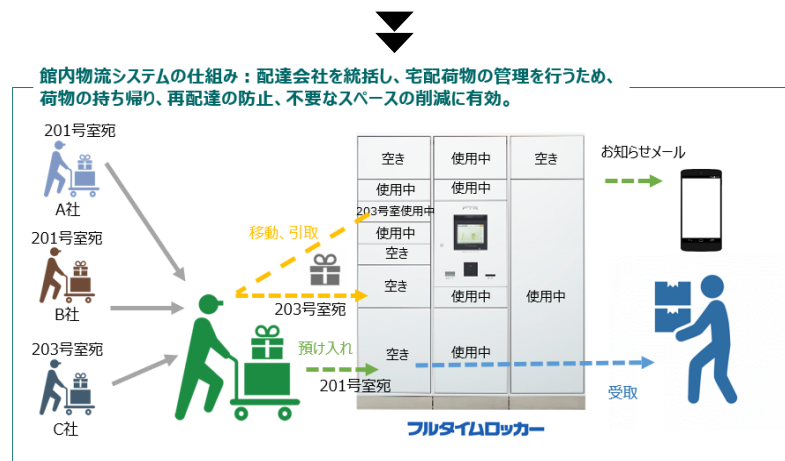 館内物流システムの仕組み：配達会社を統括し、宅配荷物の管理を行うため、
荷物の持ち帰り、再配達の防止、不要なスペースの削減に有効。
201号室宛
A社
201号室宛
B社
203号室宛
C社
移動、引取
203号室宛
預け入れ
201号室宛
空き
使用中
203号室使用中
使用中
空き
空き
空き
使用中
使用中
使用中
使用中
空き
使用中
フルタイムロッカー
お知らせメール
受取